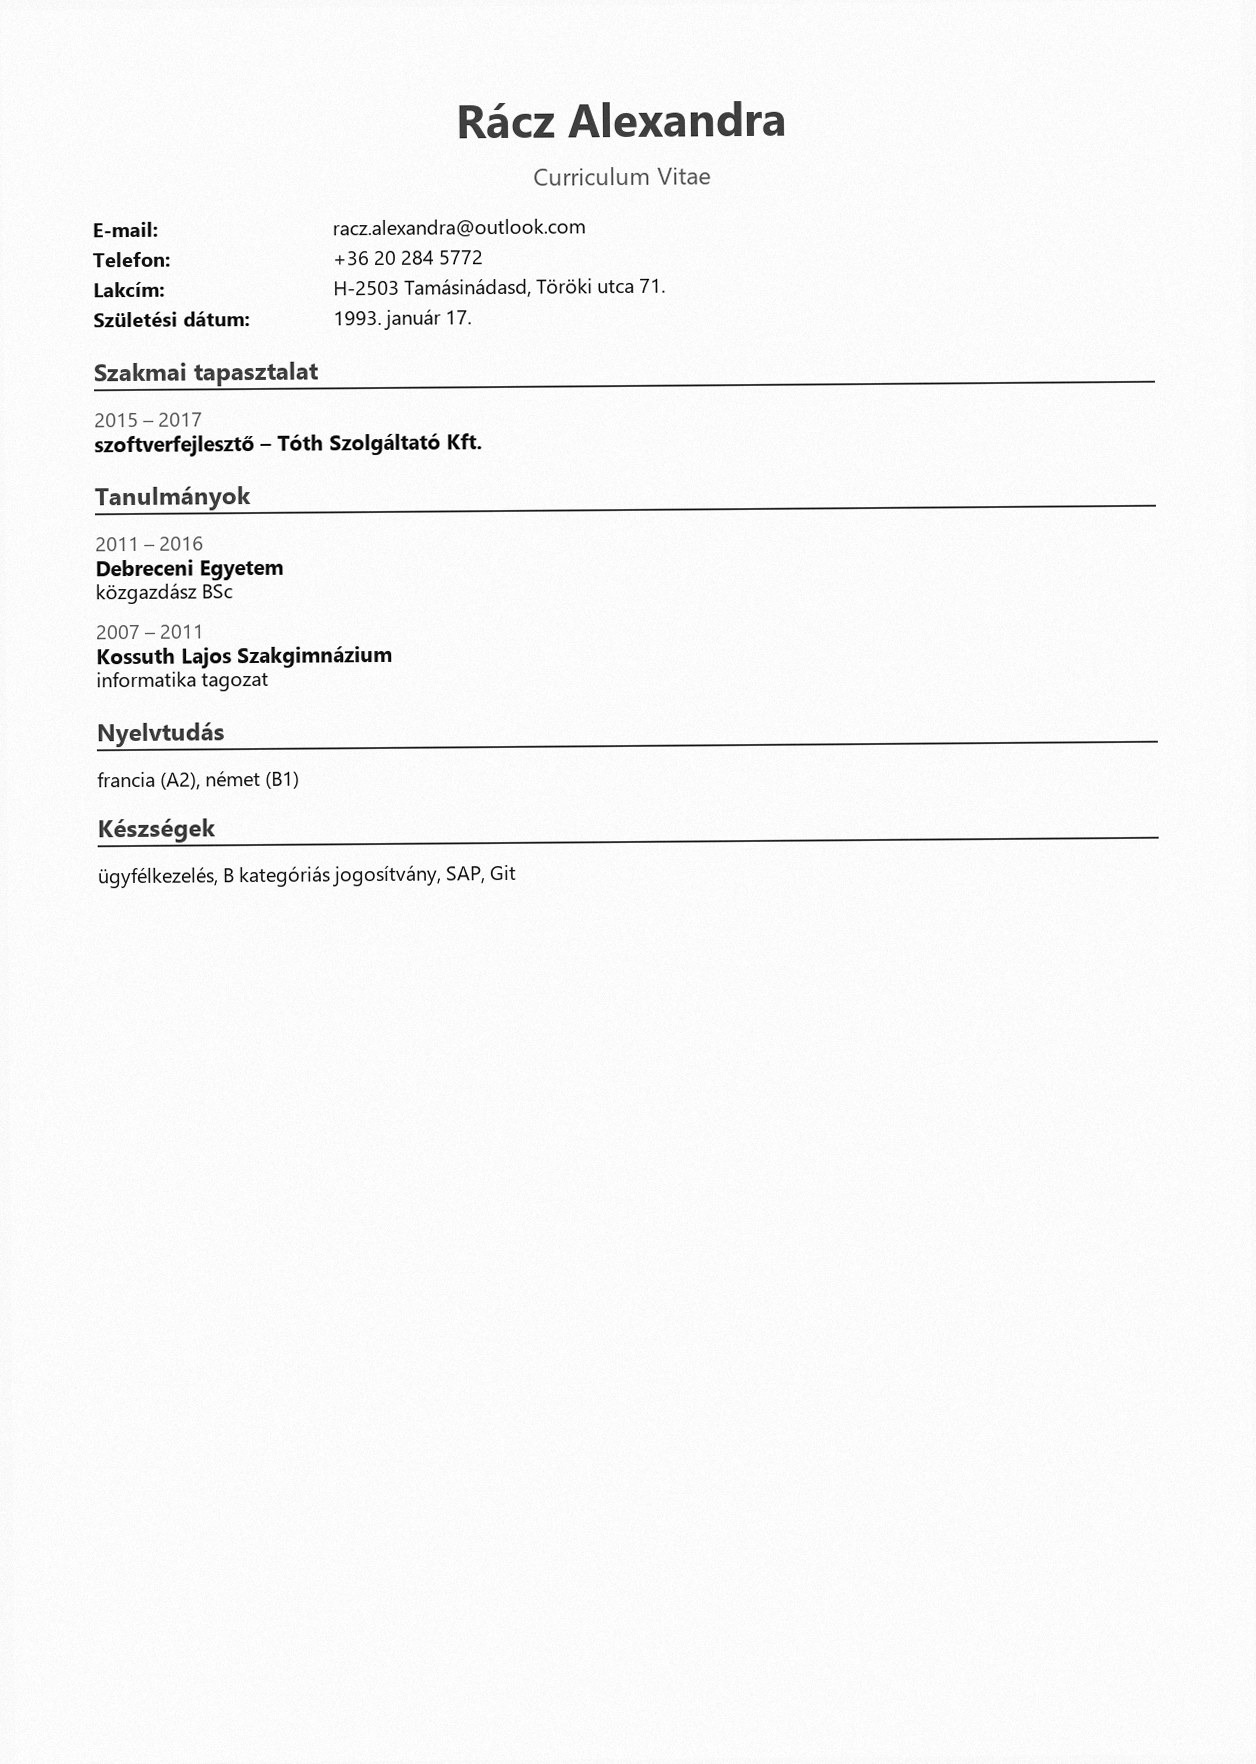 Rácz Alexandra
Curriculum Vitae
E-mail: racz.alexandra@outlook.com
Telefon: +36 20 284 5772
Lakcím: H-2503 Tamásinádasd, Töröki utca 71.
Születési dátum: 1993. január 17.
Szakmai tapasztalat
2015 – 2017
szoftverfejlesztő – Tóth Szolgáltató Kft.
Tanulmányok
2011 – 2016
Debreceni Egyetem
közgazdász BSc
2007 – 2011
Kossuth Lajos Szakgimnázium
informatika tagozat
Nyelvtudás
francia (A2), német (B1)
Készségek
ügyfélkezelés, B kategóriás jogosítvány, SAP, Git